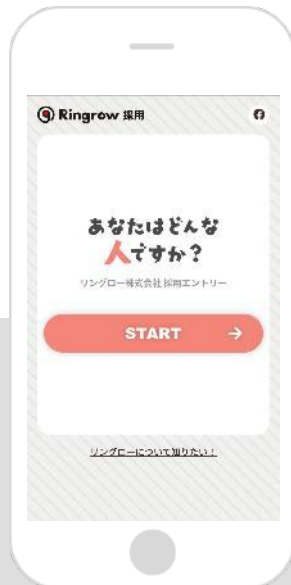 Ringrow 採用
あなたはどんな
人ですか？
リングロー株式会社 採用エントリー
START
リングローについて知りたい！